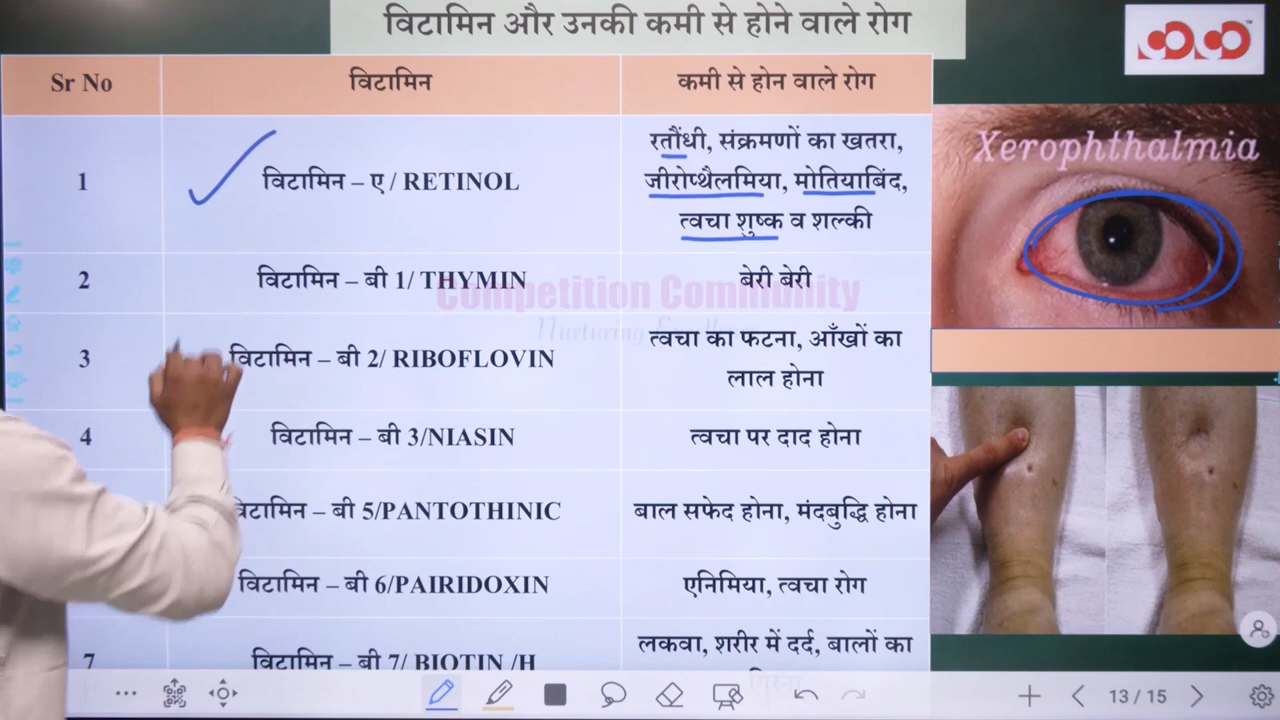 विटामिन और उनकी कमी से होने वाले रोग
Sr No विटामिन कमी से होन वाले रोग
1 विटामिन – ए / RETINOL रतौंधी, संक्रमणों का खतरा,
जीरोप्थैलमिया, मोतियाबिंद,
त्वचा शुष्क व शल्की
2 विटामिन – बी 1/ THYMIN बेरी बेरी
3 विटामिन – बी 2/ RIBOFLOVIN त्वचा का फटना, आँखों का
लाल होना
4 विटामिन – बी 3/NIASIN त्वचा पर दाद होना
विटामिन – बी 5/PANTOTHINIC बाल सफेद होना, मंदबुद्धि होना
विटामिन – बी 6/PAIRIDOXIN एनिमिया, त्वचा रोग
7 विटामिन – बी 7/ BIOTIN /H लकवा, शरीर में दर्द, बालों का
Xerophthalmia
Competition Community
Nurturing
13 / 15